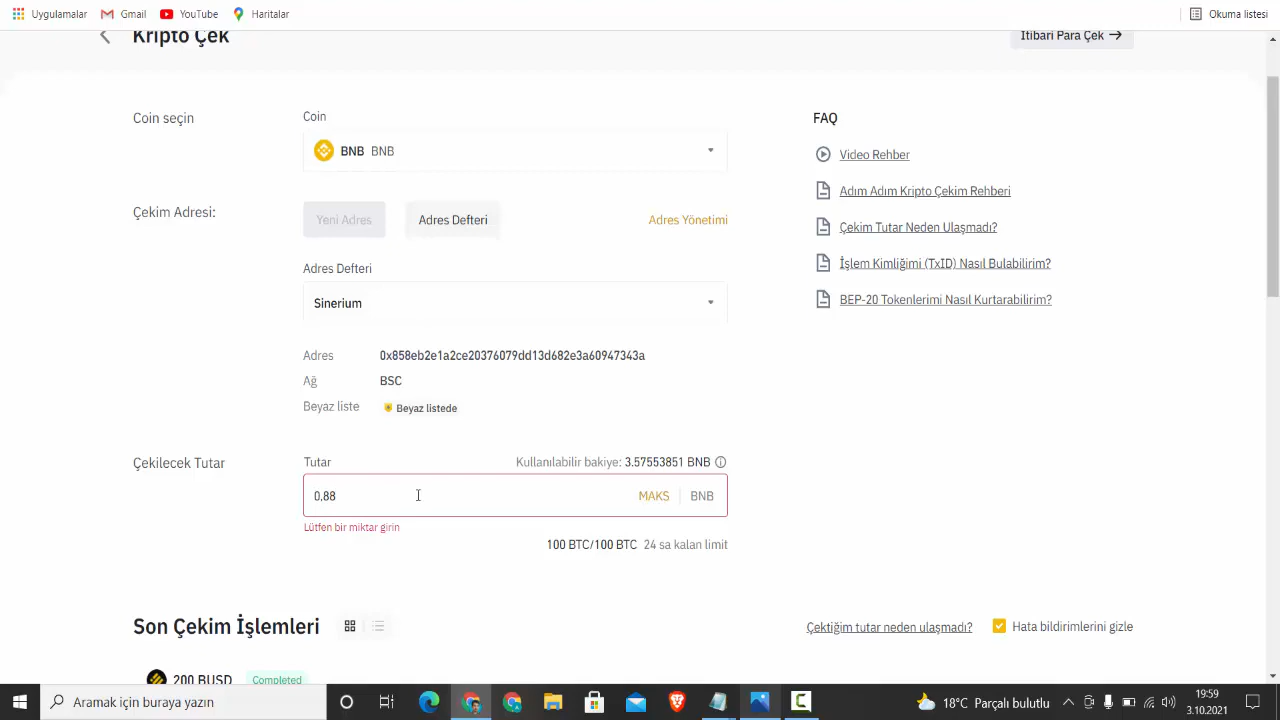 Uygulamalar Gmail YouTube Haritalar Okuma listesi
Kripto Çek İtibari Para Çek →
Coin seçin
Coin
BNB BNB
Çekim Adresi:
Yeni Adres Adres Defteri Adres Yönetimi
Adres Defteri
Sinerium
Adres 0x858eb2e1a2ce20376079dd13d682e3a60947343a
Ağ BSC
Beyaz liste Beyaz listede
Çekilecek Tutar
Tutar Kullanılabilir bakiye: 3.57553851 BNB
0.88 MAKS BNB
Lütfen bir miktar girin
100 BTC/100 BTC 24 sa kalan limit
FAQ
Video Rehber
Adım Adım Kripto Çekim Rehberi
Çekim Tutar Neden Ulaşmadı?
İşlem Kimliğimi (TxID) Nasıl Bulabilirim?
BEP-20 Tokenlerimi Nasıl Kurtarabilirim?
Son Çekim İşlemleri Çektiğim tutar neden ulaşmadı? Hata bildirimlerini gizle
200 BUSD Completed
Aramak için buraya yazın 18°C Parçalı bulutlu 19:59
3.10.2021